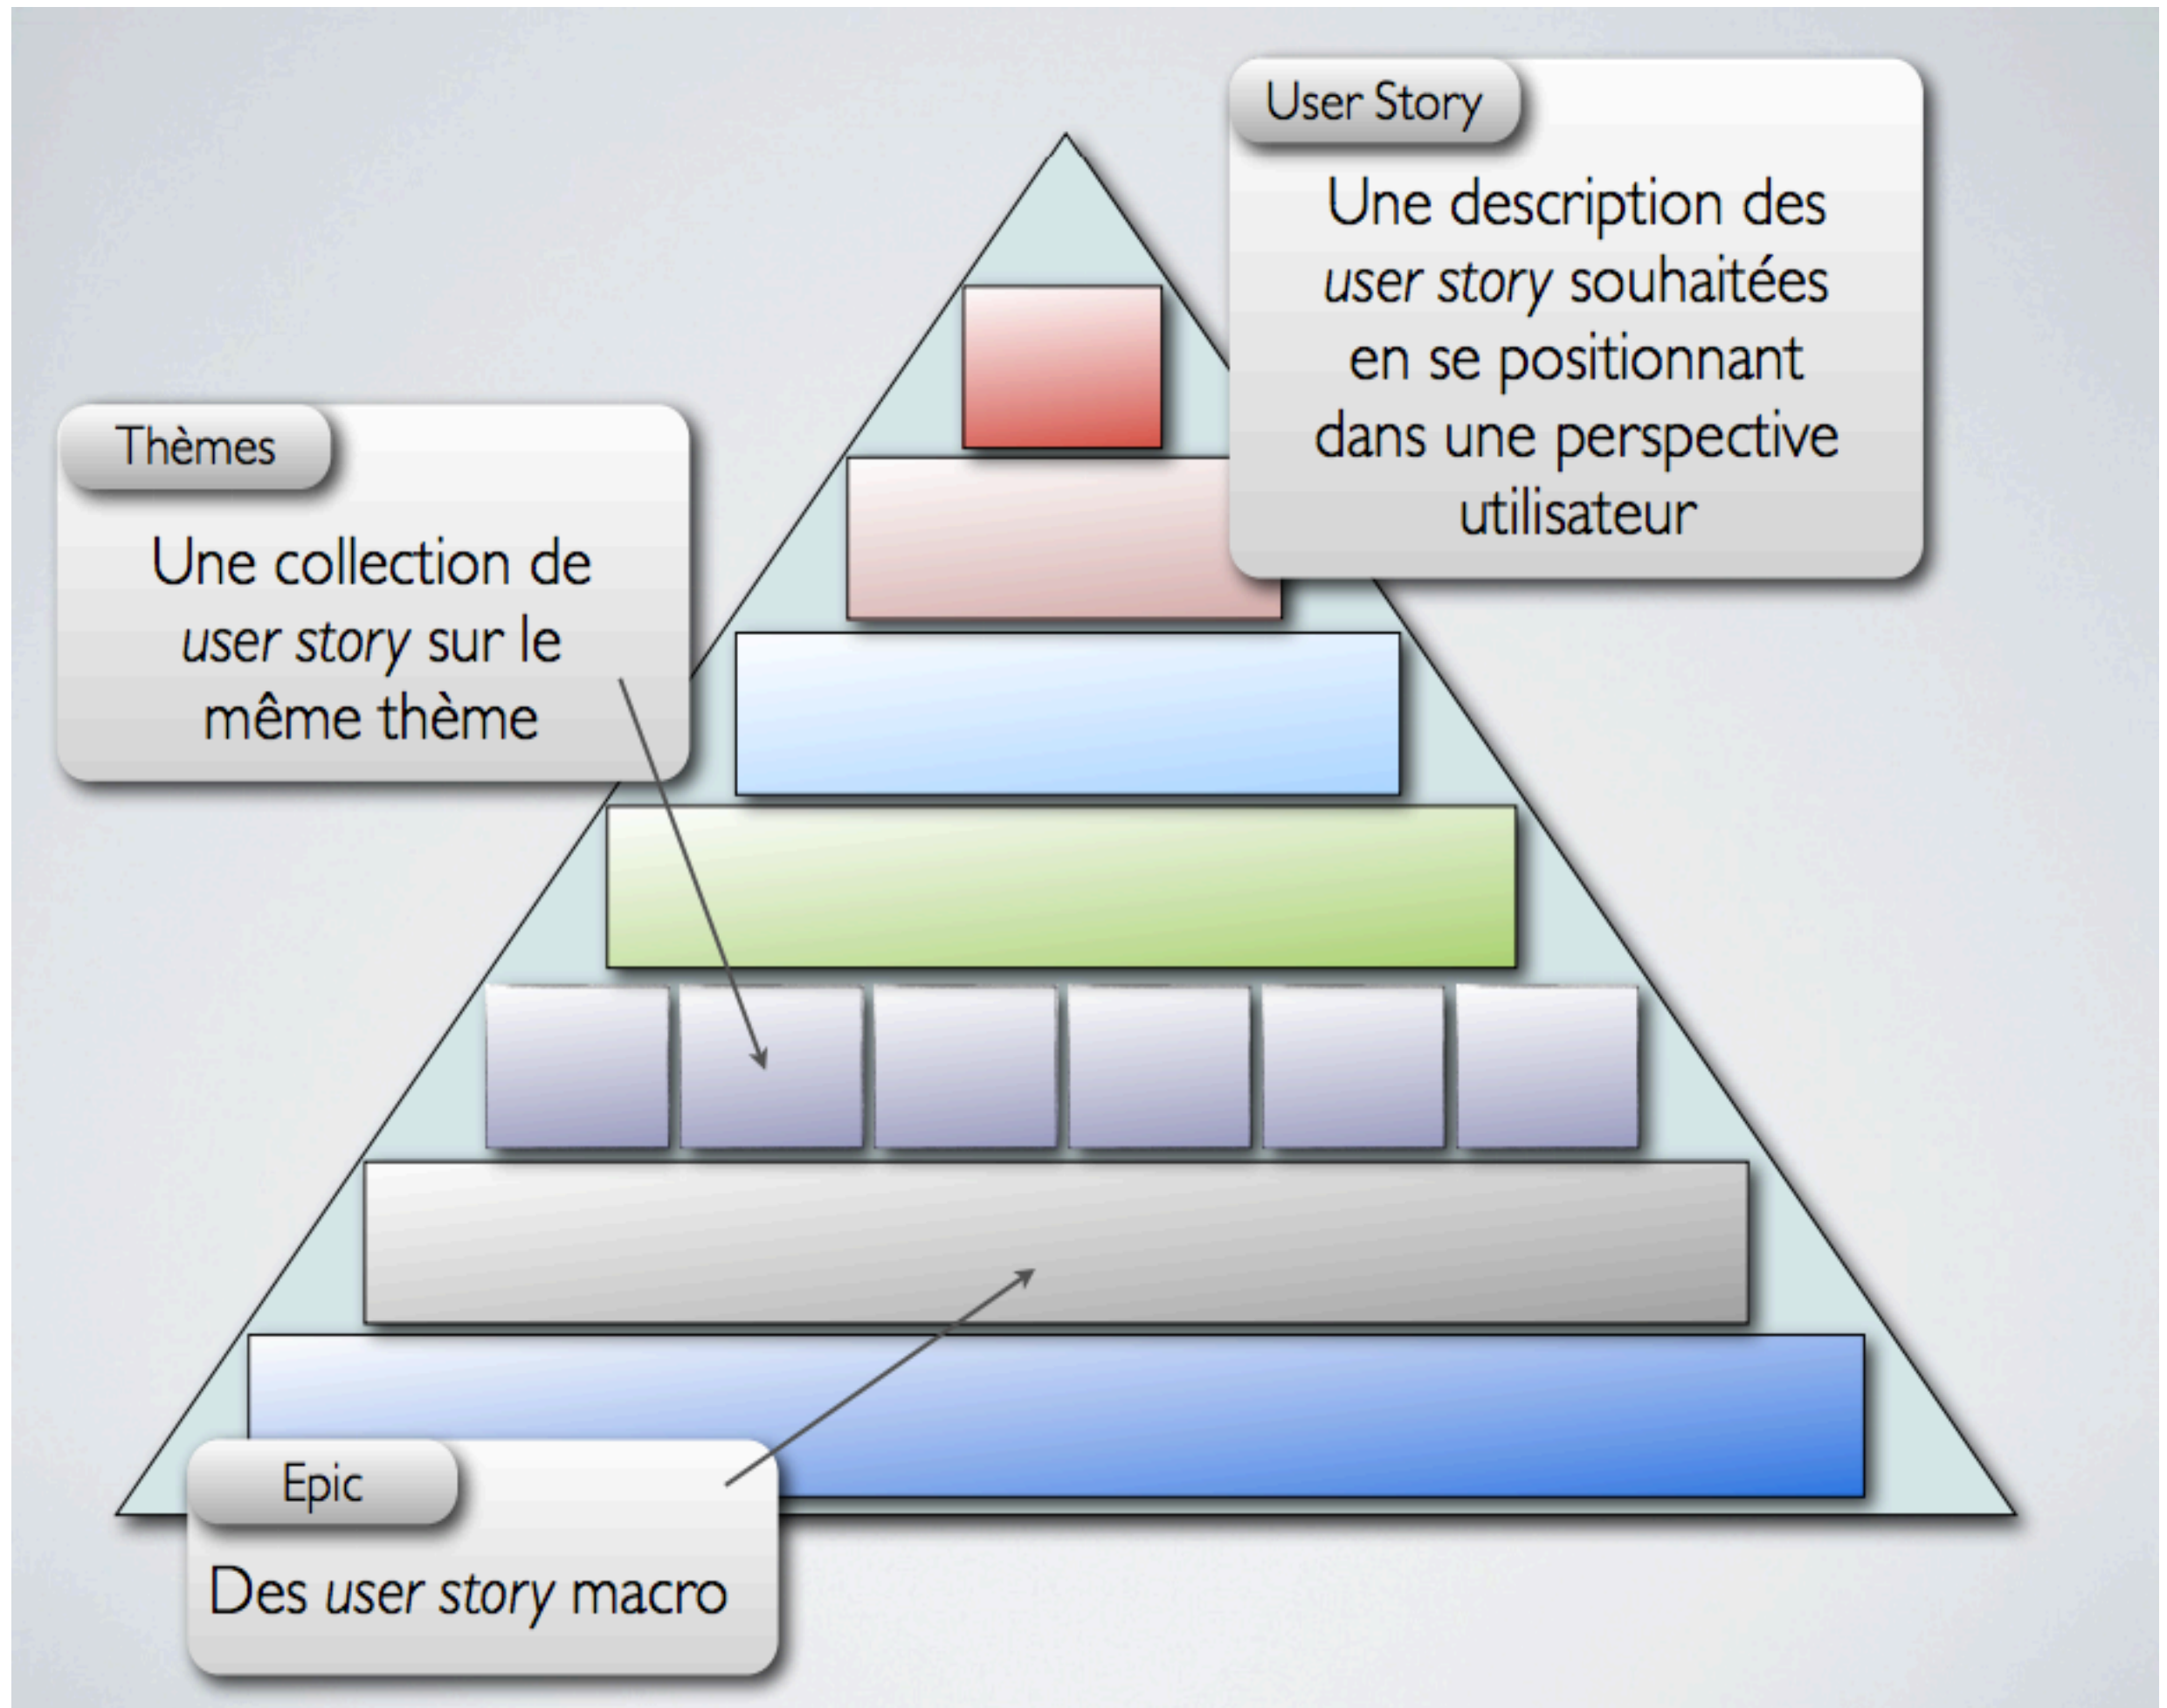 User Story
Une description des
user story souhaitées
en se positionnant
dans une perspective
utilisateur
Thèmes
Une collection de
user story sur le
même thème
Epic
Des user story macro